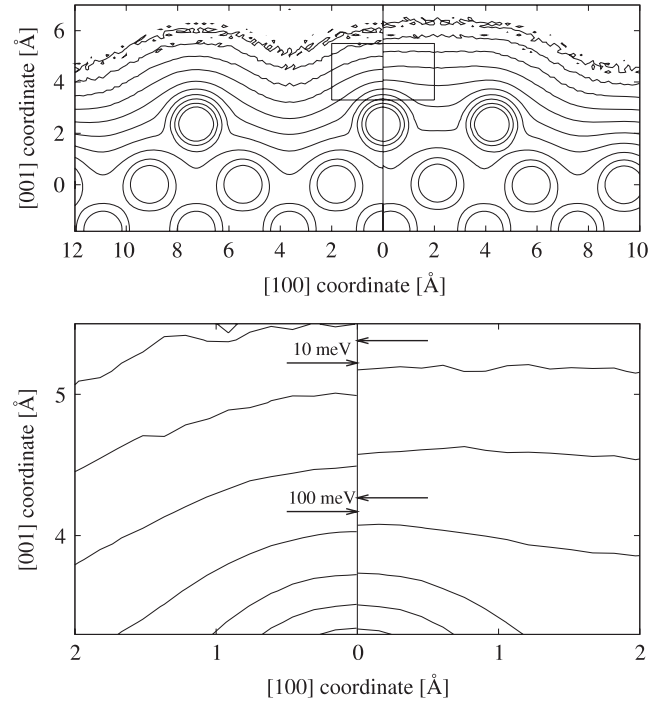 6
4
2
0
[001] coordinate [Å]
12 10 8 6 4 2 0 2 4 6 8 10
[100] coordinate [Å]
10 meV
5
[001] coordinate [Å]
100 meV
4
2 1 0 1 2
[100] coordinate [Å]